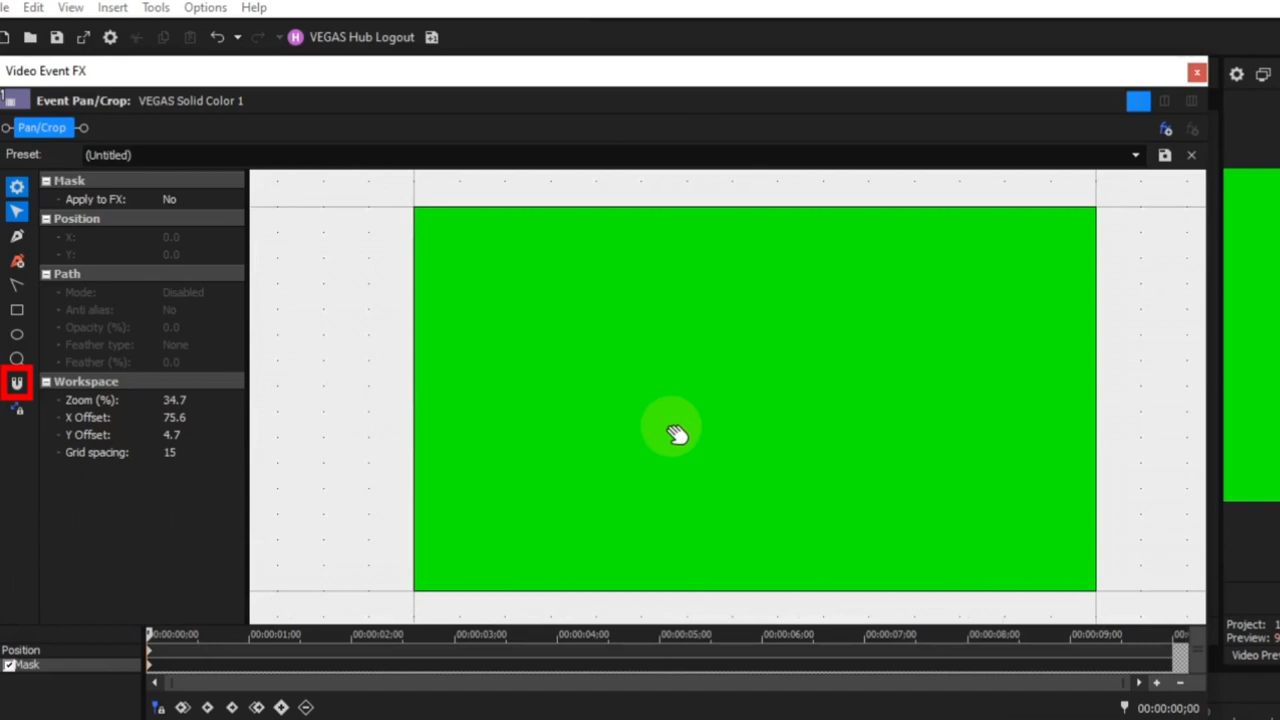 le Edit View Insert Tools Options Help
H VEGAS Hub Logout
Video Event FX x
1 Event Pan/Crop: VEGAS Solid Color 1
Pan/Crop
Preset: (Untitled)
Mask
Apply to FX: No
Position
X: 0.0
Y: 0.0
Path
Mode: Disabled
Anti alias: No
Opacity (%): 0.0
Feather type: None
Feather (%): 0.0
Workspace
Zoom (%): 34.7
X Offset: 75.6
Y Offset: 4.7
Grid spacing: 15
00:00:00;00 00:00:01;00 00:00:02;00 00:00:03;00 00:00:04;00 00:00:05;00 00:00:06;00 00:00:07;00 00:00:08;00 00:00:09;00 00:
Project: 1
Preview: 9
Position
Mask
Video Prev
00:00:00;00